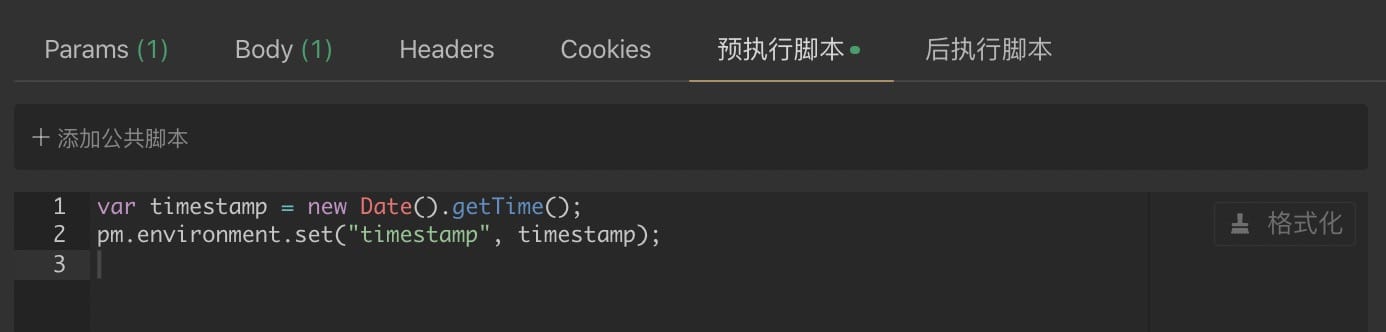 Params (1) Body (1) Headers Cookies 预执行脚本 后执行脚本
+ 添加公共脚本
1 var timestamp = new Date().getTime();
格式化
2 pm.environment.set("timestamp", timestamp);
3